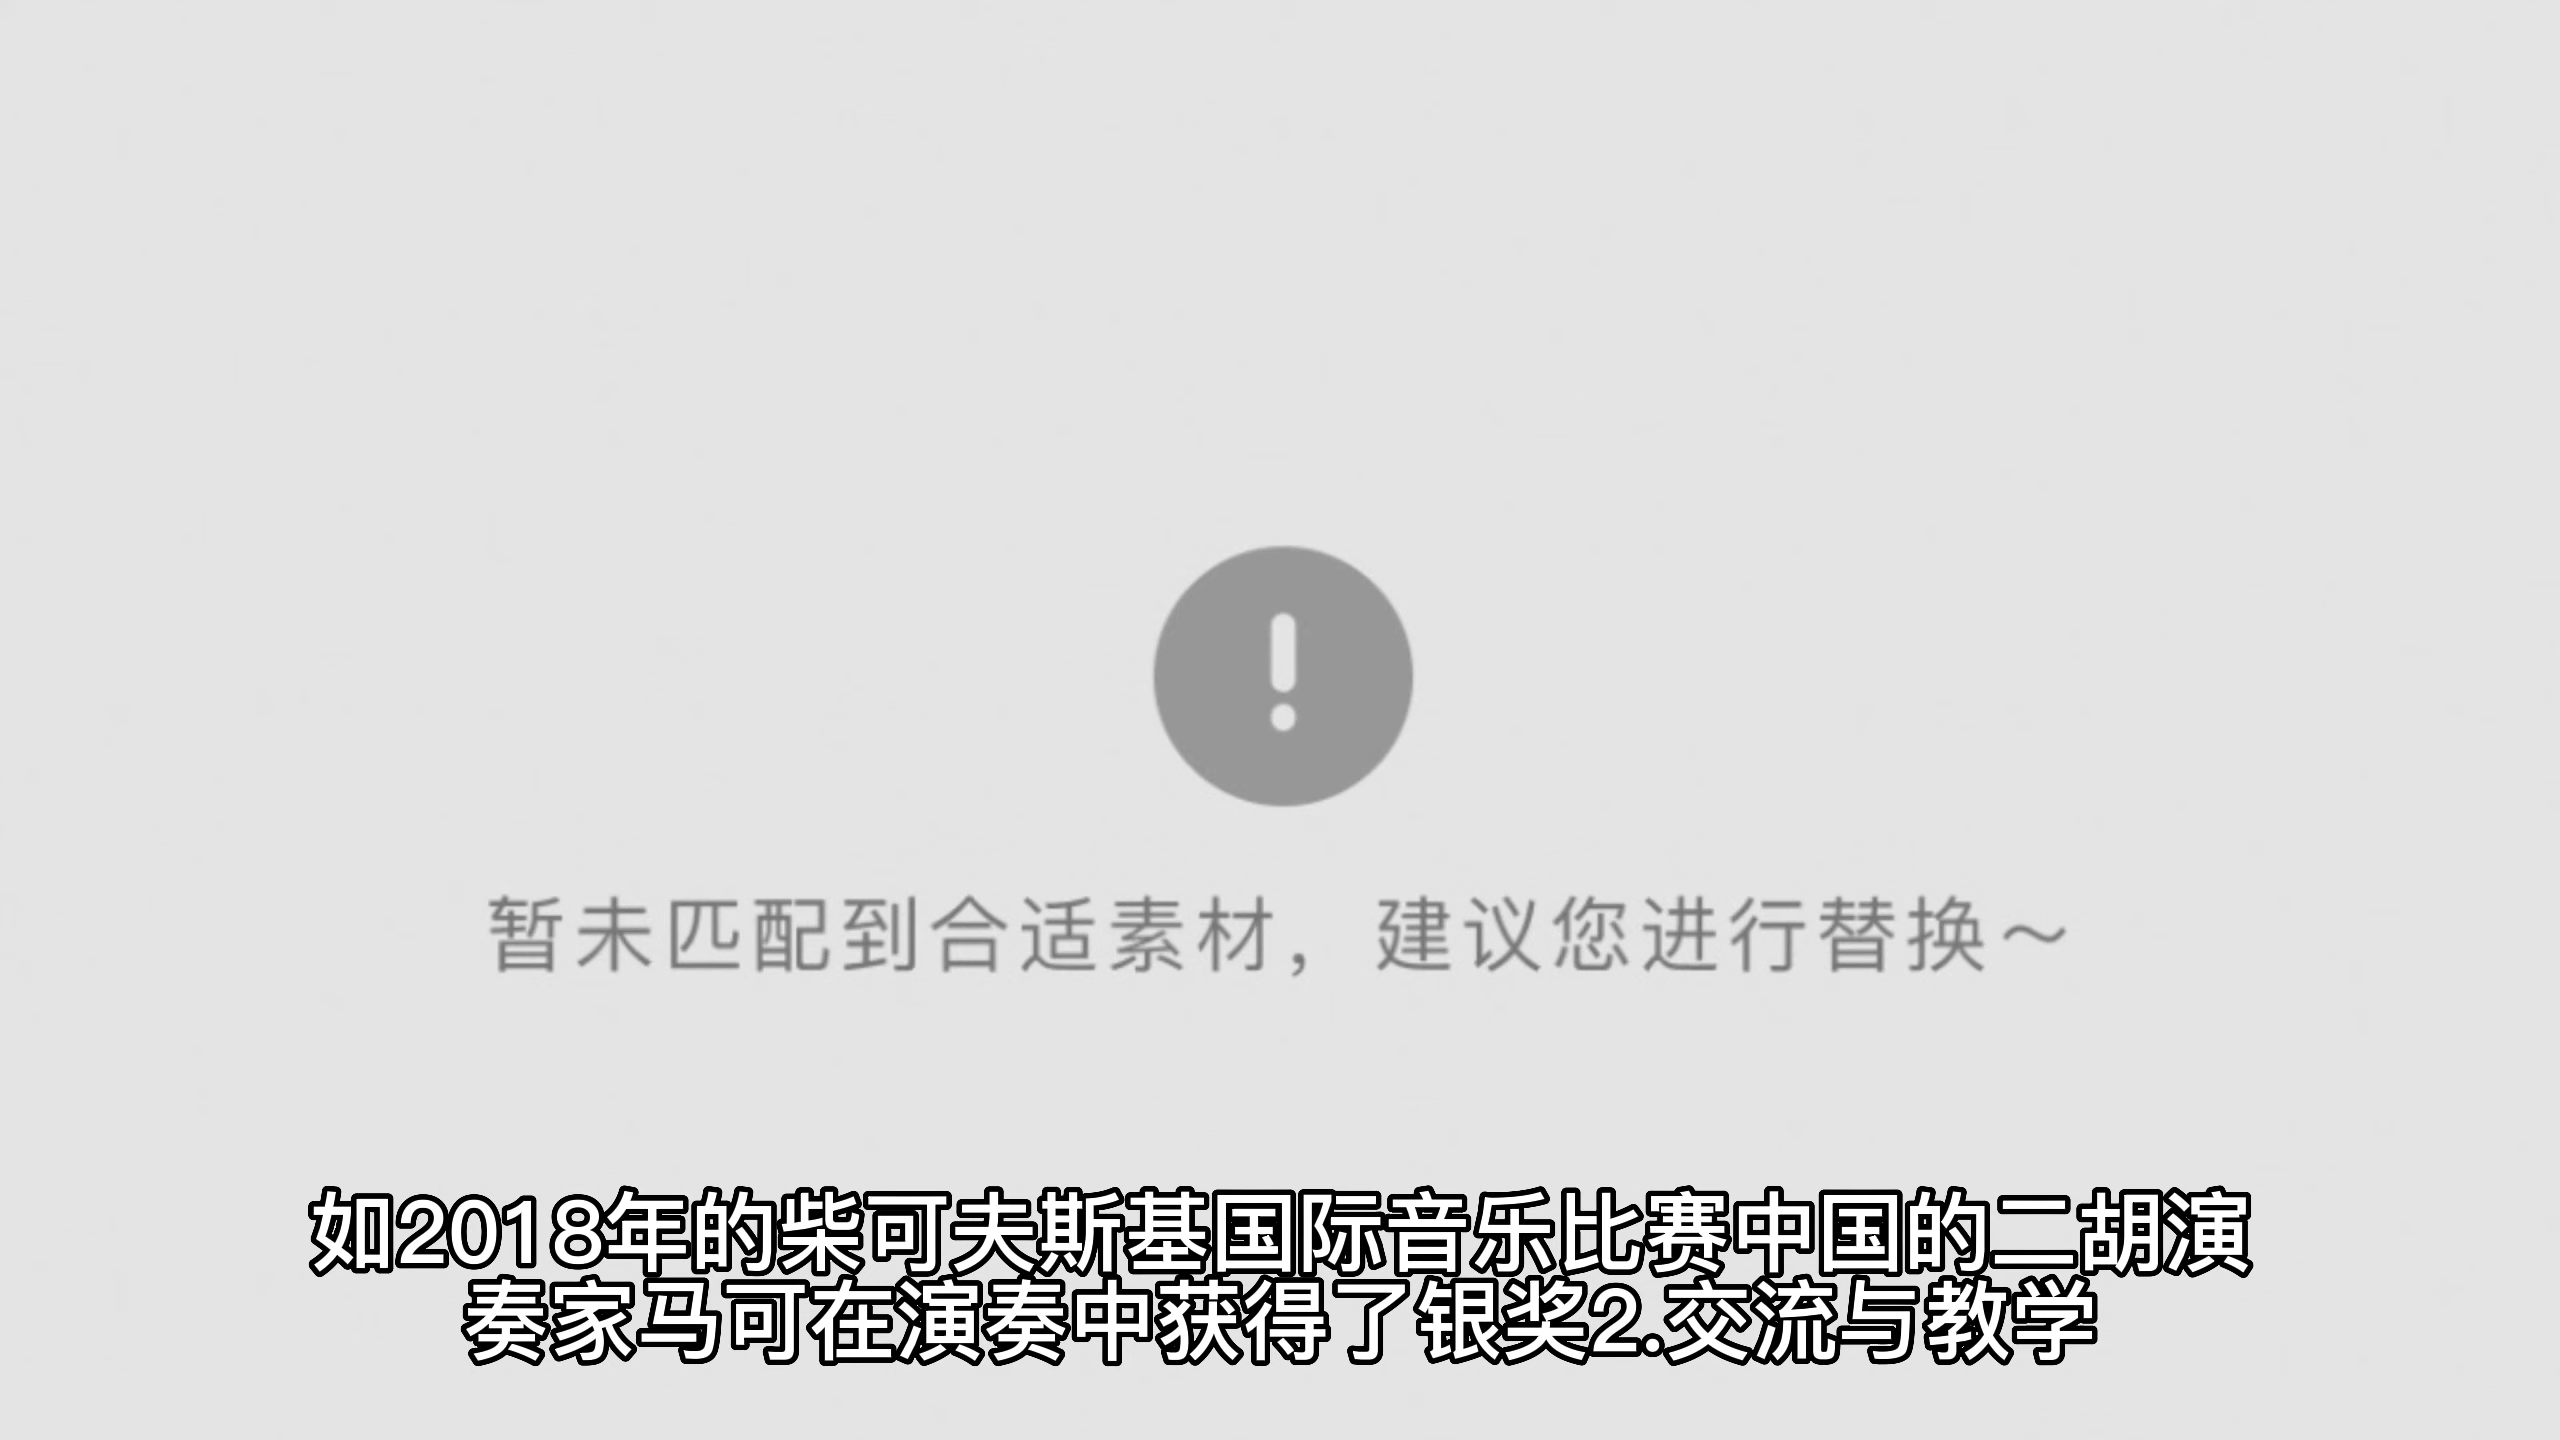 暂未匹配到合适素材，建议您进行替换～
如2018年的柴可夫斯基国际音乐比赛中国的二胡演
奏家马可在演奏中获得了银奖2.交流与教学